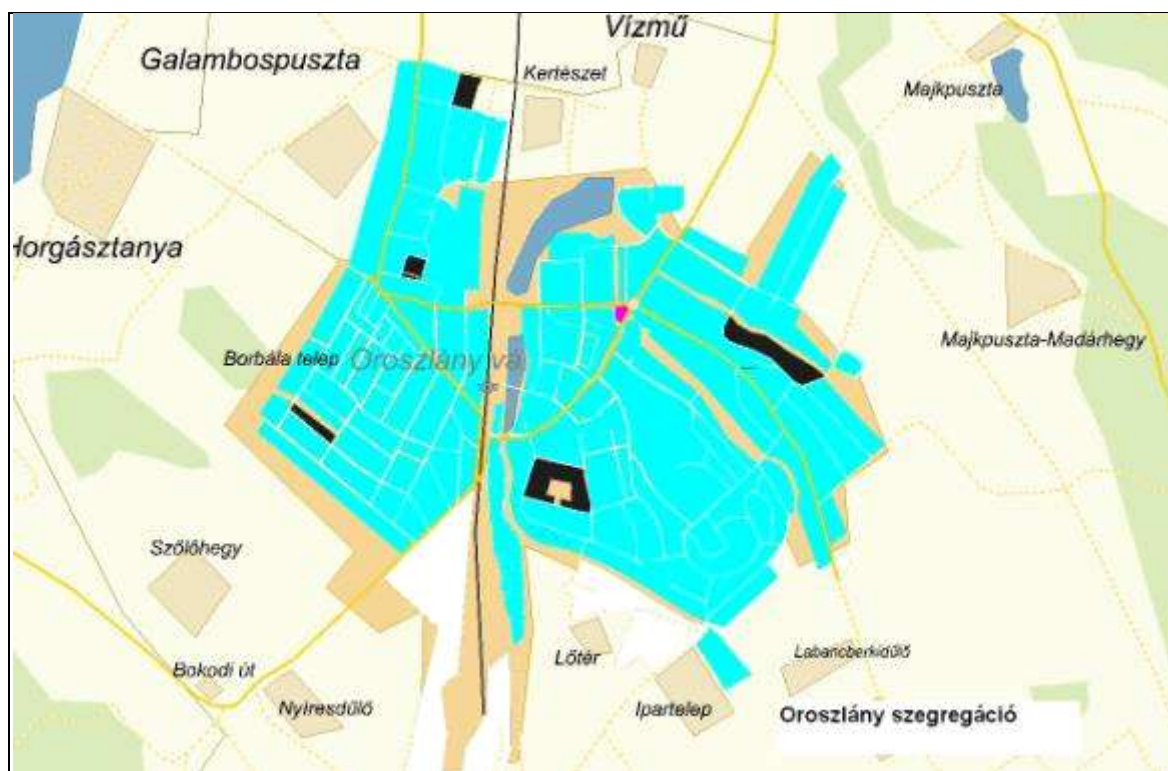 Vízmű
Galambospuszta
Kertészet
Majkpuszta
Horgásztanya
Majkpuszta-Madárhegy
Borbála telep
Oroszlány vá
Szőlőhegy
Lőtér
Labancberkidűlő
Bokodi út
Nyíresdűlő
Ipartelep
Oroszlány szegregáció